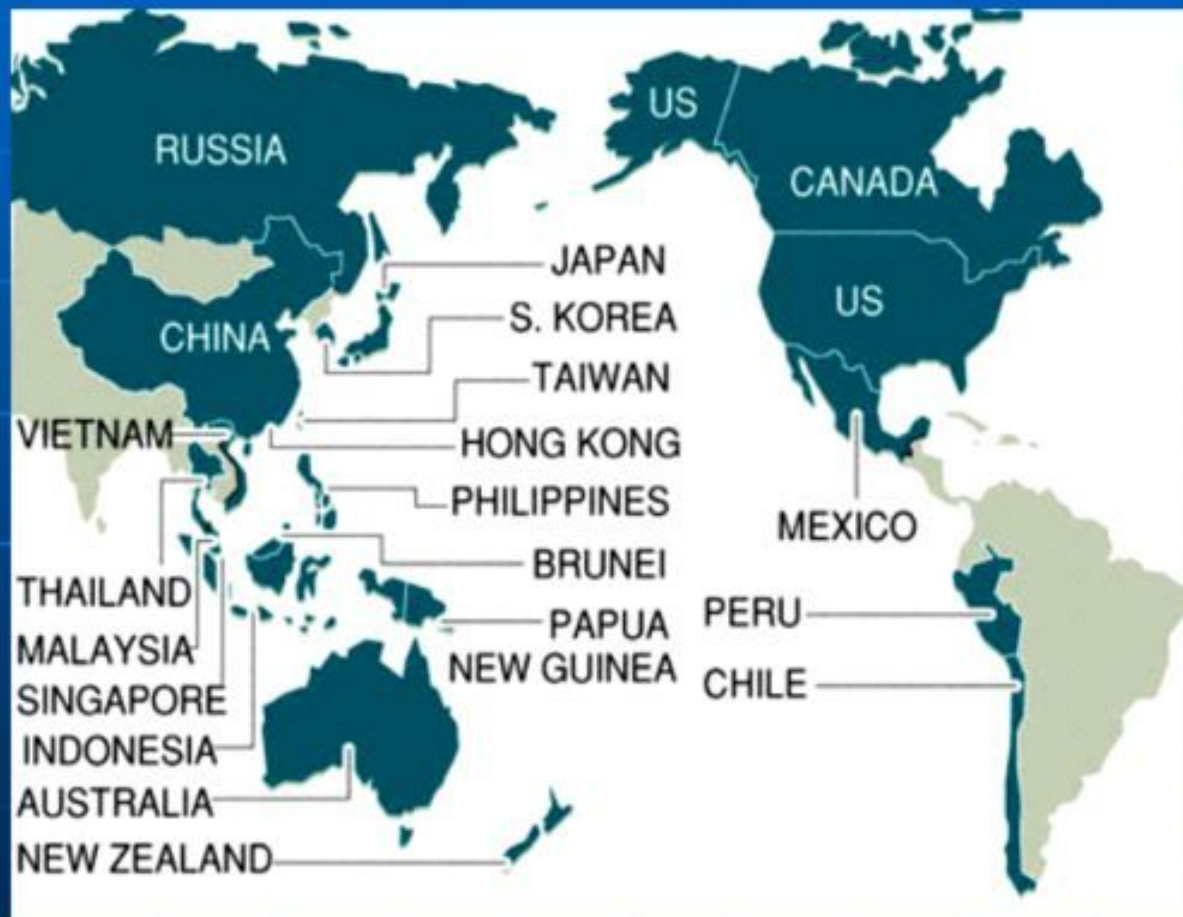 RUSSIA
US
CANADA
JAPAN
S. KOREA
US
CHINA
TAIWAN
VIETNAM
HONG KONG
PHILIPPINES
MEXICO
BRUNEI
THAILAND
PAPUA
NEW GUINEA
PERU
MALAYSIA
CHILE
SINGAPORE
INDONESIA
AUSTRALIA
NEW ZEALAND